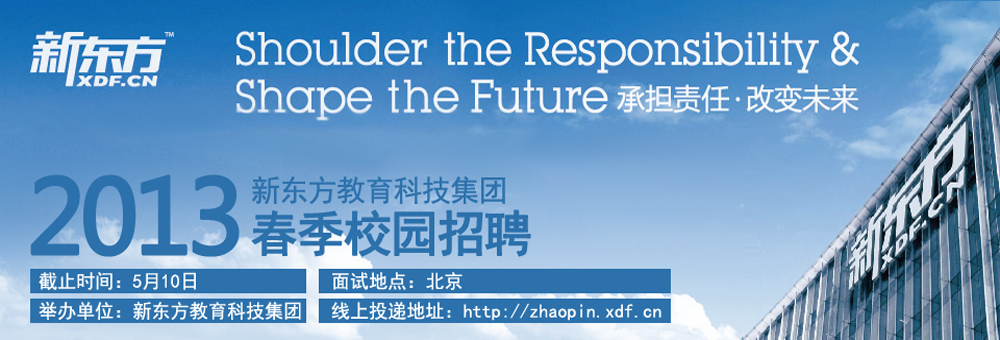 新东方™
XDF.CN
Shoulder the Responsibility &
Shape the Future 承担责任·改变未来
2013 新东方教育科技集团
春季校园招聘
截止时间：5月10日
面试地点：北京
举办单位：新东方教育科技集团
线上投递地址：http://zhaopin.xdf.cn
新东方
XDF.CN